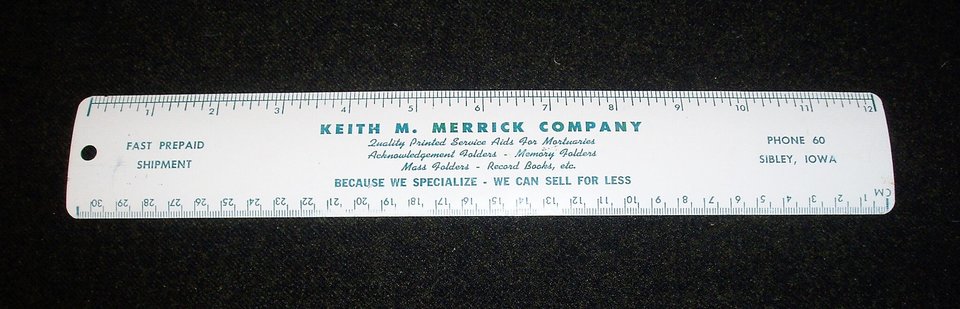 1 2 3 4 5 6 7 8 9 10 11 12
KEITH M. MERRICK COMPANY
Quality Printed Service Aids For Mortuaries
Acknowledgement Folders - Memory Folders
Mass Folders - Record Books, etc.
BECAUSE WE SPECIALIZE - WE CAN SELL FOR LESS
FAST PREPAID
SHIPMENT
PHONE 60
SIBLEY, IOWA
CM 1 2 3 4 5 6 7 8 9 10 11 12 13 14 15 16 17 18 19 20 21 22 23 24 25 26 27 28 29 30